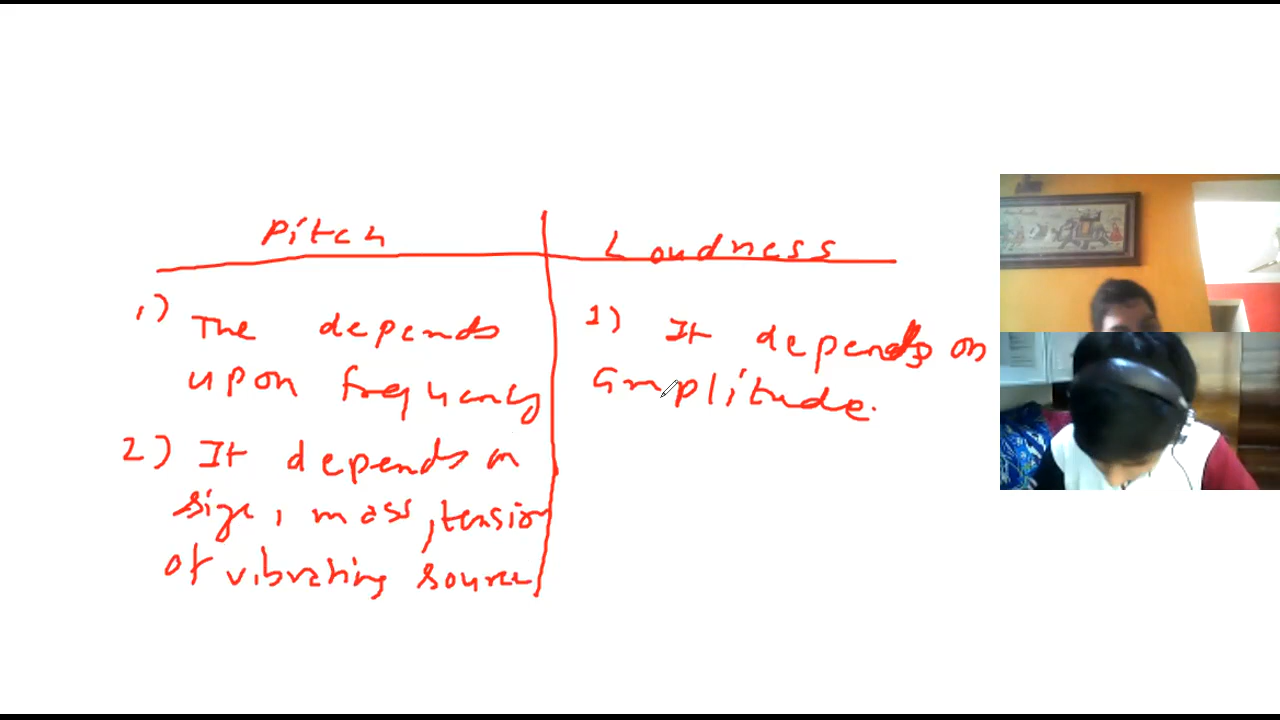 Pitch
Loudness
1) The depends
upon frequency
2) It depends on
size, mass, tension
of vibrating source
1) It depends on
amplitude.